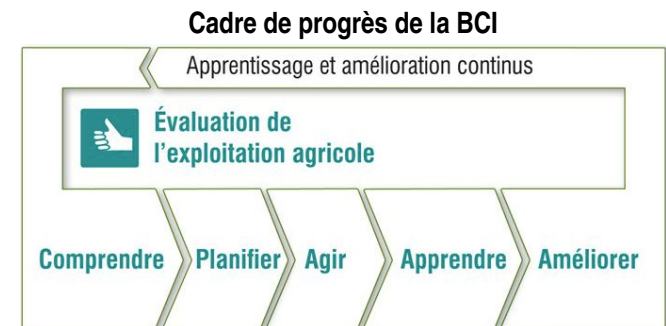 Cadre de progrès de la BCI
Apprentissage et amélioration continus
Évaluation de
l'exploitation agricole
Comprendre Planifier Agir Apprendre Améliorer